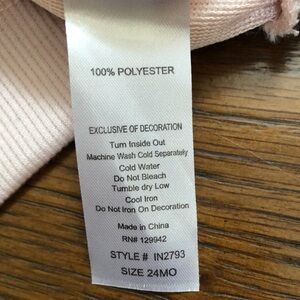 100% POLYESTER
EXCLUSIVE OF DECORATION
Turn Inside Out
Machine Wash Cold Separately
Cold Water
Do Not Bleach
Tumble dry Low
Cool Iron
Do Not Iron On Decoration
Made in China
RN# 129942
STYLE # IN2793
SIZE 24MO